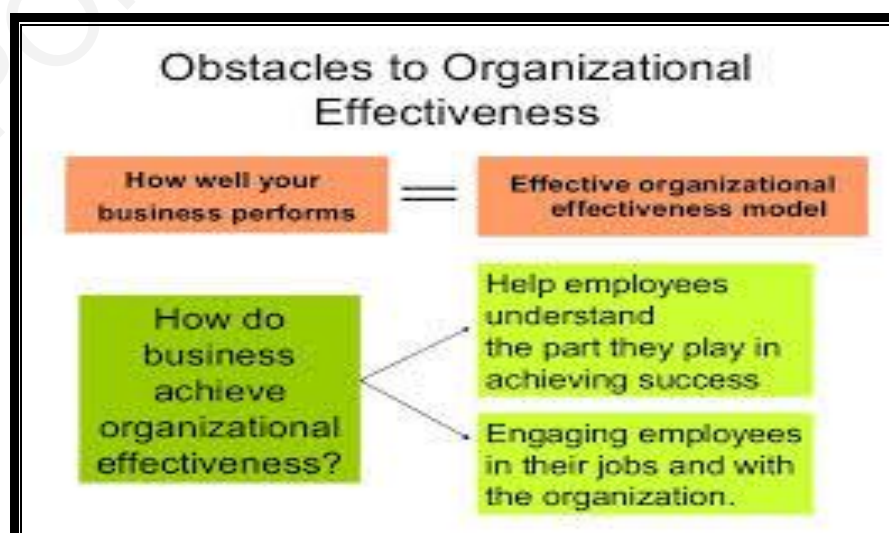 Obstacles to Organizational
Effectiveness
How well your
business performs
=
Effective organizational
effectiveness model
How do
business
achieve
organizational
effectiveness?
Help employees
understand
the part they play in
achieving success
Engaging employees
in their jobs and with
the organization.